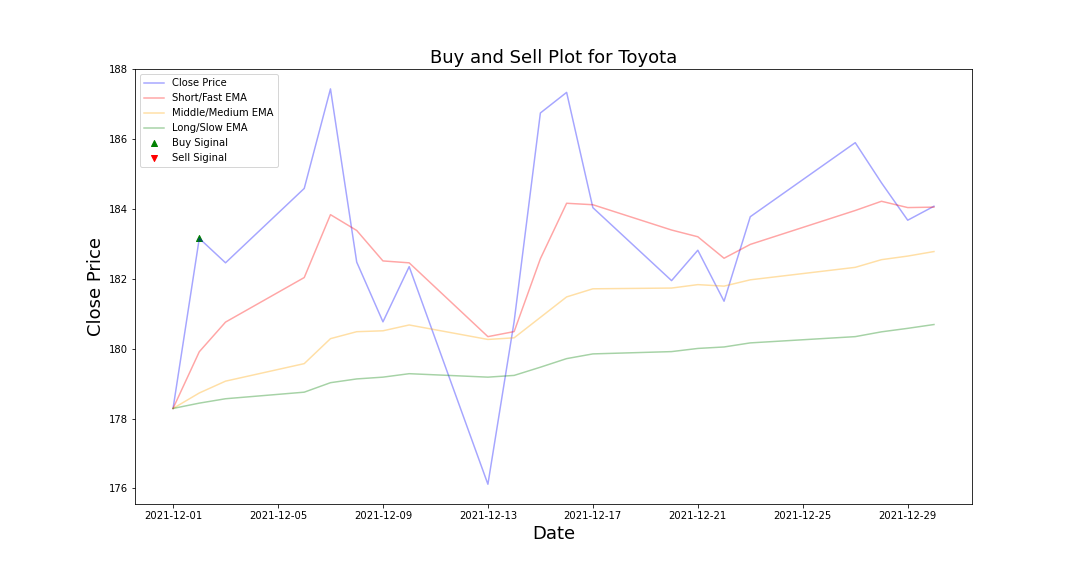 Buy and Sell Plot for Toyota
188
186
184
182
180
178
176
Close Price
Close Price
Short/Fast EMA
Middle/Medium EMA
Long/Slow EMA
Buy Siginal
Sell Siginal
2021-12-01 2021-12-05 2021-12-09 2021-12-13 2021-12-17 2021-12-21 2021-12-25 2021-12-29
Date